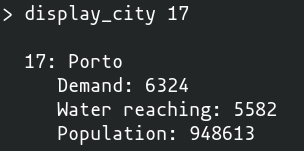 > display_city 17
17: Porto
Demand: 6324
Water reaching: 5582
Population: 948613